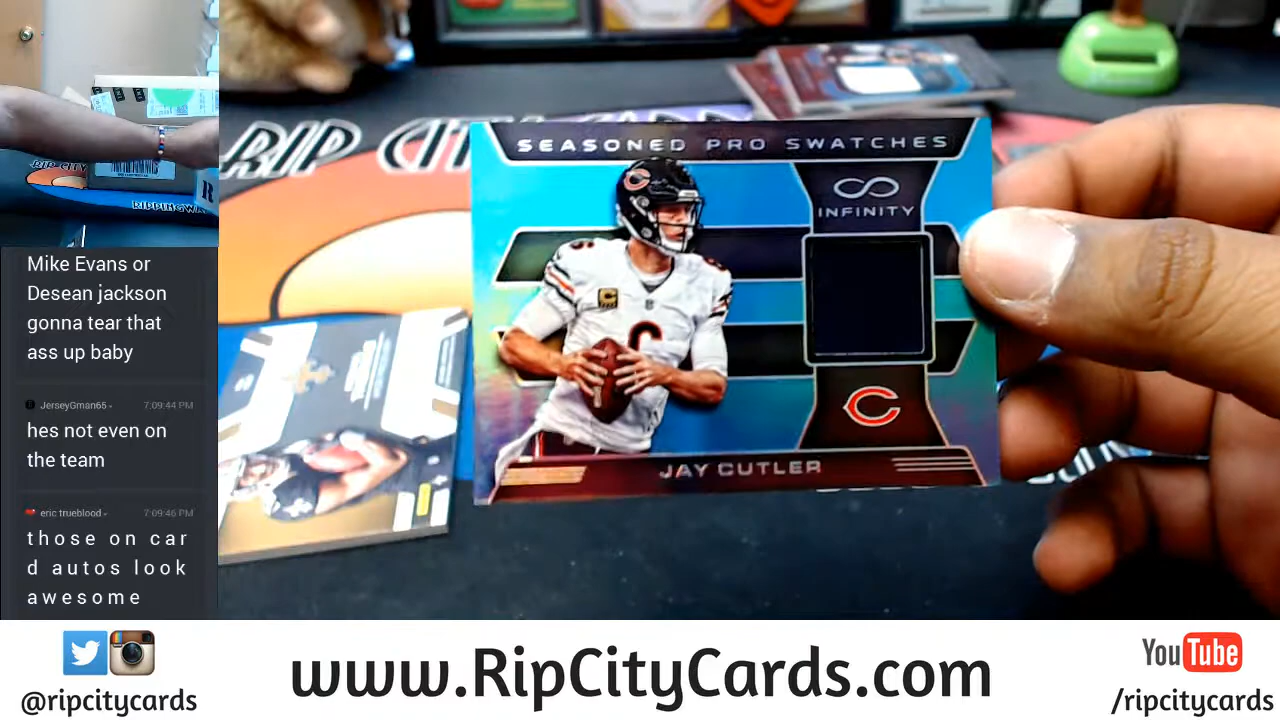 Mike Evans or
Desean jackson
gonna tear that
ass up baby
JerseyGman65
7:09:44 PM
hes not even on
the team
eric trueblood
7:09:46 PM
those on car
d autos look
awesome
RIP CIT
SEASONED PRO SWATCHES
INFINITY
C
JAY CUTLER
@ripcitycards
www.RipCityCards.com
YouTube
/ripcitycards